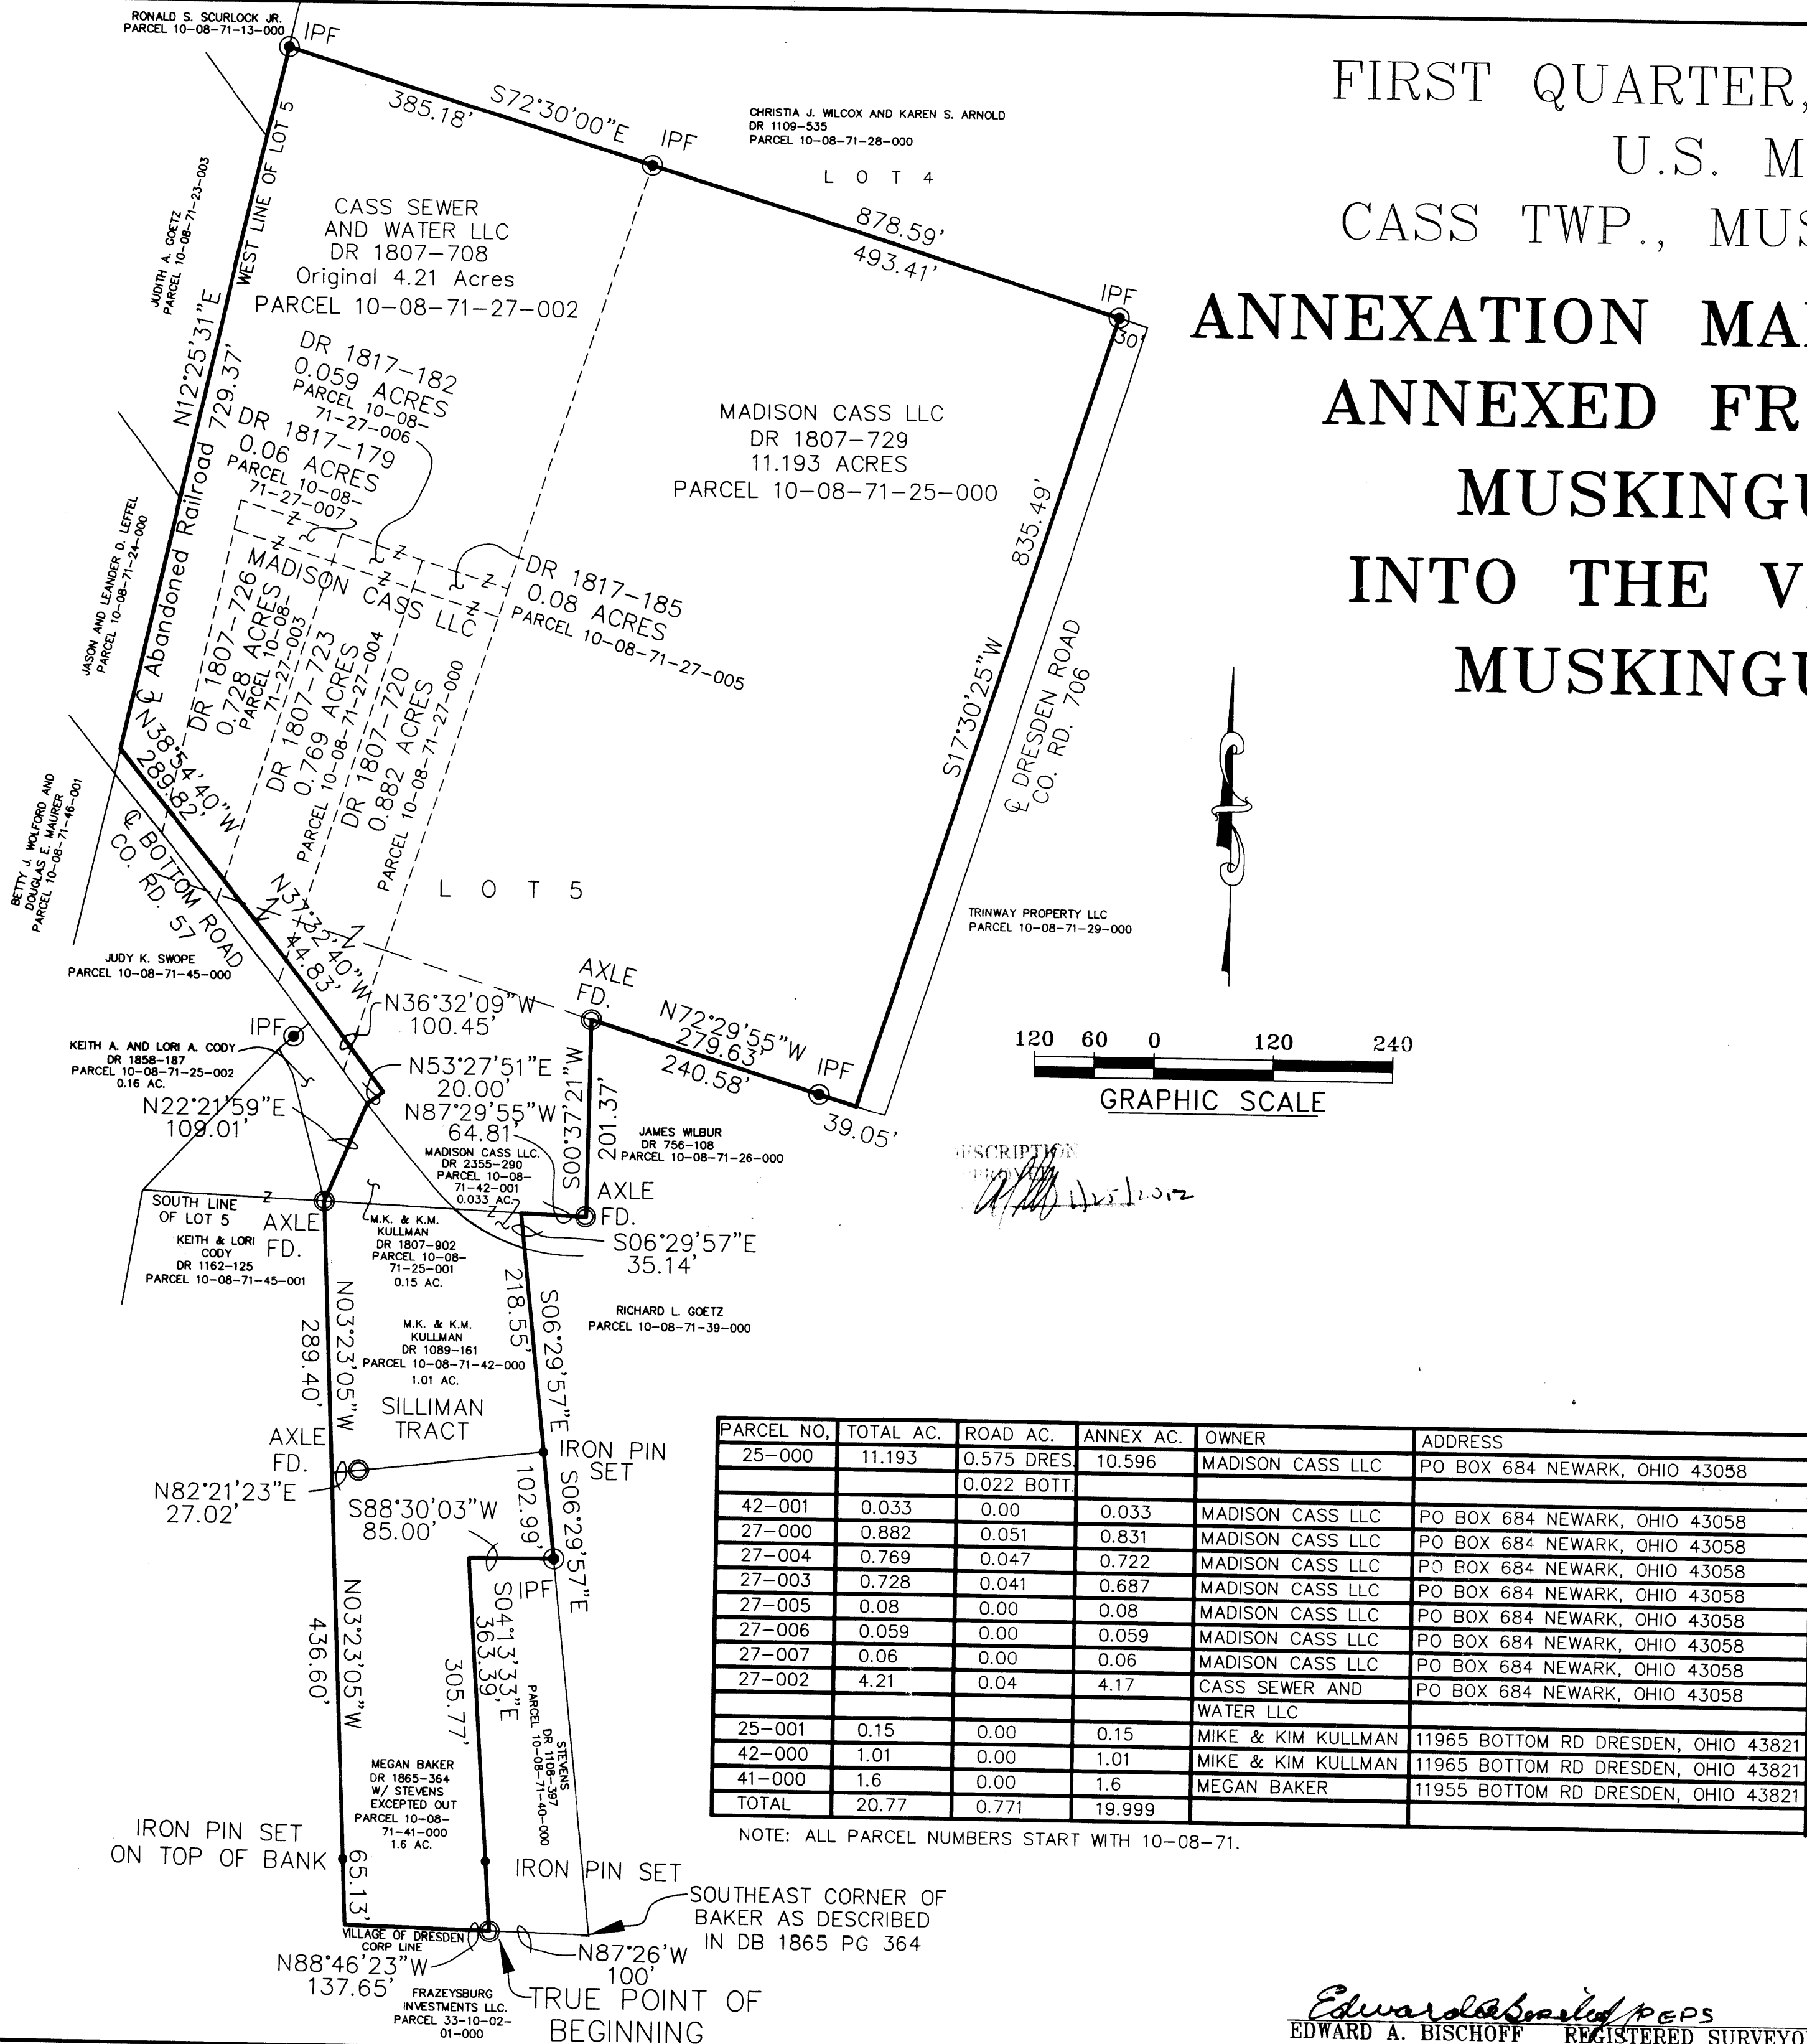 RONALD S. SCURLOCK JR.
PARCEL 10-08-71-13-000
IPF
385.18'
S72°30'00"E
IPF
CHRISTIA J. WILCOX AND KAREN S. ARNOLD
DR 1109-535
PARCEL 10-08-71-28-000
LOT 4
878.59'
493.41'
IPF
30'
FIRST QUARTER,
U.S. M
CASS TWP., MUS
ANNEXATION MA
ANNEXED FR
MUSKINGU
INTO THE V
MUSKINGU
JUDITH A. GOETZ
PARCEL 10-08-71-23-003
WEST LINE OF LOT 5
N12°25'31"E
729.37'
℄ Abandoned Railroad
CASS SEWER
AND WATER LLC
DR 1807-708
Original 4.21 Acres
PARCEL 10-08-71-27-002
DR 1817-182
0.059 ACRES
PARCEL 10-08-
71-27-006
DR 1817-179
0.06 ACRES
PARCEL 10-08-
71-27-007
MADISON CASS LLC
DR 1807-729
11.193 ACRES
PARCEL 10-08-71-25-000
835.49'
S17°30'25"W
℄ DRESDEN ROAD
CO. RD. 706
JASON AND LEANDER D. LEFFEL
PARCEL 10-08-71-24-000
Z
Z
Z
Z
Z
Z
MADISON CASS LLC
DR 1817-185
0.08 ACRES
PARCEL 10-08-71-27-005
DR 1807-726
0.728 ACRES
PARCEL 10-08-
71-27-003
DR 1807-723
0.769 ACRES
PARCEL 10-08-71-27-004
DR 1807-720
0.882 ACRES
PARCEL 10-08-71-27-000
N38°54'40"W
289.82'
BETTY J. WOLFORD AND
DOUGLAS E. MAURER
PARCEL 10-08-71-46-001
℄ BOTTOM ROAD
CO. RD. 57
N37°32'40"W
44.83'
Z
Z
LOT 5
JUDY K. SWOPE
PARCEL 10-08-71-45-000
TRINWAY PROPERTY LLC
PARCEL 10-08-71-29-000
AXLE
FD.
N72°29'55"W
279.63'
240.58'
IPF
39.05'
N36°32'09"W
100.45'
IPF
KEITH A. AND LORI A. CODY
DR 1858-187
PARCEL 10-08-71-25-002
0.16 AC.
N53°27'51"E
20.00'
N22°21'59"E
109.01'
N87°29'55"W
64.81'
S00°37'21"W
201.37'
120 60 0 120 240
GRAPHIC SCALE
MADISON CASS LLC.
DR 2355-290
PARCEL 10-08-
71-42-001
0.033 AC.
JAMES WILBUR
DR 756-108
PARCEL 10-08-71-26-000
ESCRIPTION
1/25/2012
SOUTH LINE
OF LOT 5
Z
Z
AXLE
FD.
AXLE
FD.
KEITH & LORI
CODY
DR 1162-125
PARCEL 10-08-71-45-001
M.K. & K.M.
KULLMAN
DR 1807-902
PARCEL 10-08-
71-25-001
0.15 AC.
S06°29'57"E
35.14'
218.55'
S06°29'57"E
RICHARD L. GOETZ
PARCEL 10-08-71-39-000
N03°23'05"W
289.40'
M.K. & K.M.
KULLMAN
DR 1089-161
PARCEL 10-08-71-42-000
1.01 AC.
SILLIMAN
TRACT
AXLE
FD.
IRON PIN
SET
N82°21'23"E
27.02'
S88°30'03"W
85.00'
102.99'
S06°29'57"E
IPF
N03°23'05"W
436.60'
S04°13'33"E
363.39'
305.77'
STEVENS
DR 1108-397
PARCEL 10-08-71-40-000
MEGAN BAKER
DR 1865-364
W/ STEVENS
EXCEPTED OUT
PARCEL 10-08-
71-41-000
1.6 AC.
IRON PIN SET
ON TOP OF BANK
65.13'
IRON PIN SET
SOUTHEAST CORNER OF
BAKER AS DESCRIBED
IN DB 1865 PG 364
VILLAGE OF DRESDEN
CORP LINE
N88°46'23"W
137.65'
N87°26'W
100'
FRAZEYSBURG
INVESTMENTS LLC.
PARCEL 33-10-02-
01-000
TRUE POINT OF
BEGINNING
PARCEL NO, TOTAL AC. ROAD AC. ANNEX AC. OWNER ADDRESS
25-000 11.193 0.575 DRES. 10.596 MADISON CASS LLC PO BOX 684 NEWARK, OHIO 43058
0.022 BOTT.
42-001 0.033 0.00 0.033 MADISON CASS LLC PO BOX 684 NEWARK, OHIO 43058
27-000 0.882 0.051 0.831 MADISON CASS LLC PO BOX 684 NEWARK, OHIO 43058
27-004 0.769 0.047 0.722 MADISON CASS LLC PO BOX 684 NEWARK, OHIO 43058
27-003 0.728 0.041 0.687 MADISON CASS LLC PO BOX 684 NEWARK, OHIO 43058
27-005 0.08 0.00 0.08 MADISON CASS LLC PO BOX 684 NEWARK, OHIO 43058
27-006 0.059 0.00 0.059 MADISON CASS LLC PO BOX 684 NEWARK, OHIO 43058
27-007 0.06 0.00 0.06 MADISON CASS LLC PO BOX 684 NEWARK, OHIO 43058
27-002 4.21 0.04 4.17 CASS SEWER AND PO BOX 684 NEWARK, OHIO 43058
WATER LLC
25-001 0.15 0.00 0.15 MIKE & KIM KULLMAN 11965 BOTTOM RD DRESDEN, OHIO 43821
42-000 1.01 0.00 1.01 MIKE & KIM KULLMAN 11965 BOTTOM RD DRESDEN, OHIO 43821
41-000 1.6 0.00 1.6 MEGAN BAKER 11955 BOTTOM RD DRESDEN, OHIO 43821
TOTAL 20.77 0.771 19.999
NOTE: ALL PARCEL NUMBERS START WITH 10-08-71.
PEPS
EDWARD A. BISCHOFF REGISTERED SURVEYO